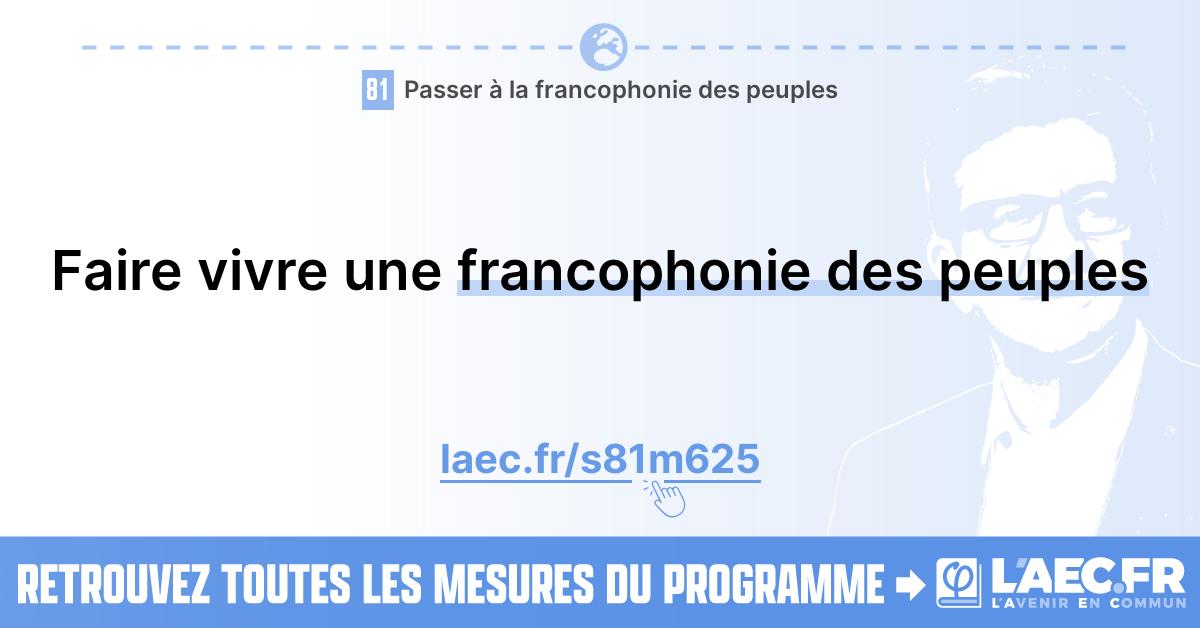 81 Passer à la francophonie des peuples
Faire vivre une francophonie des peuples
laec.fr/s81m625
RETROUVEZ TOUTES LES MESURES DU PROGRAMME
L'AEC.FR
L'AVENIR EN COMMUN